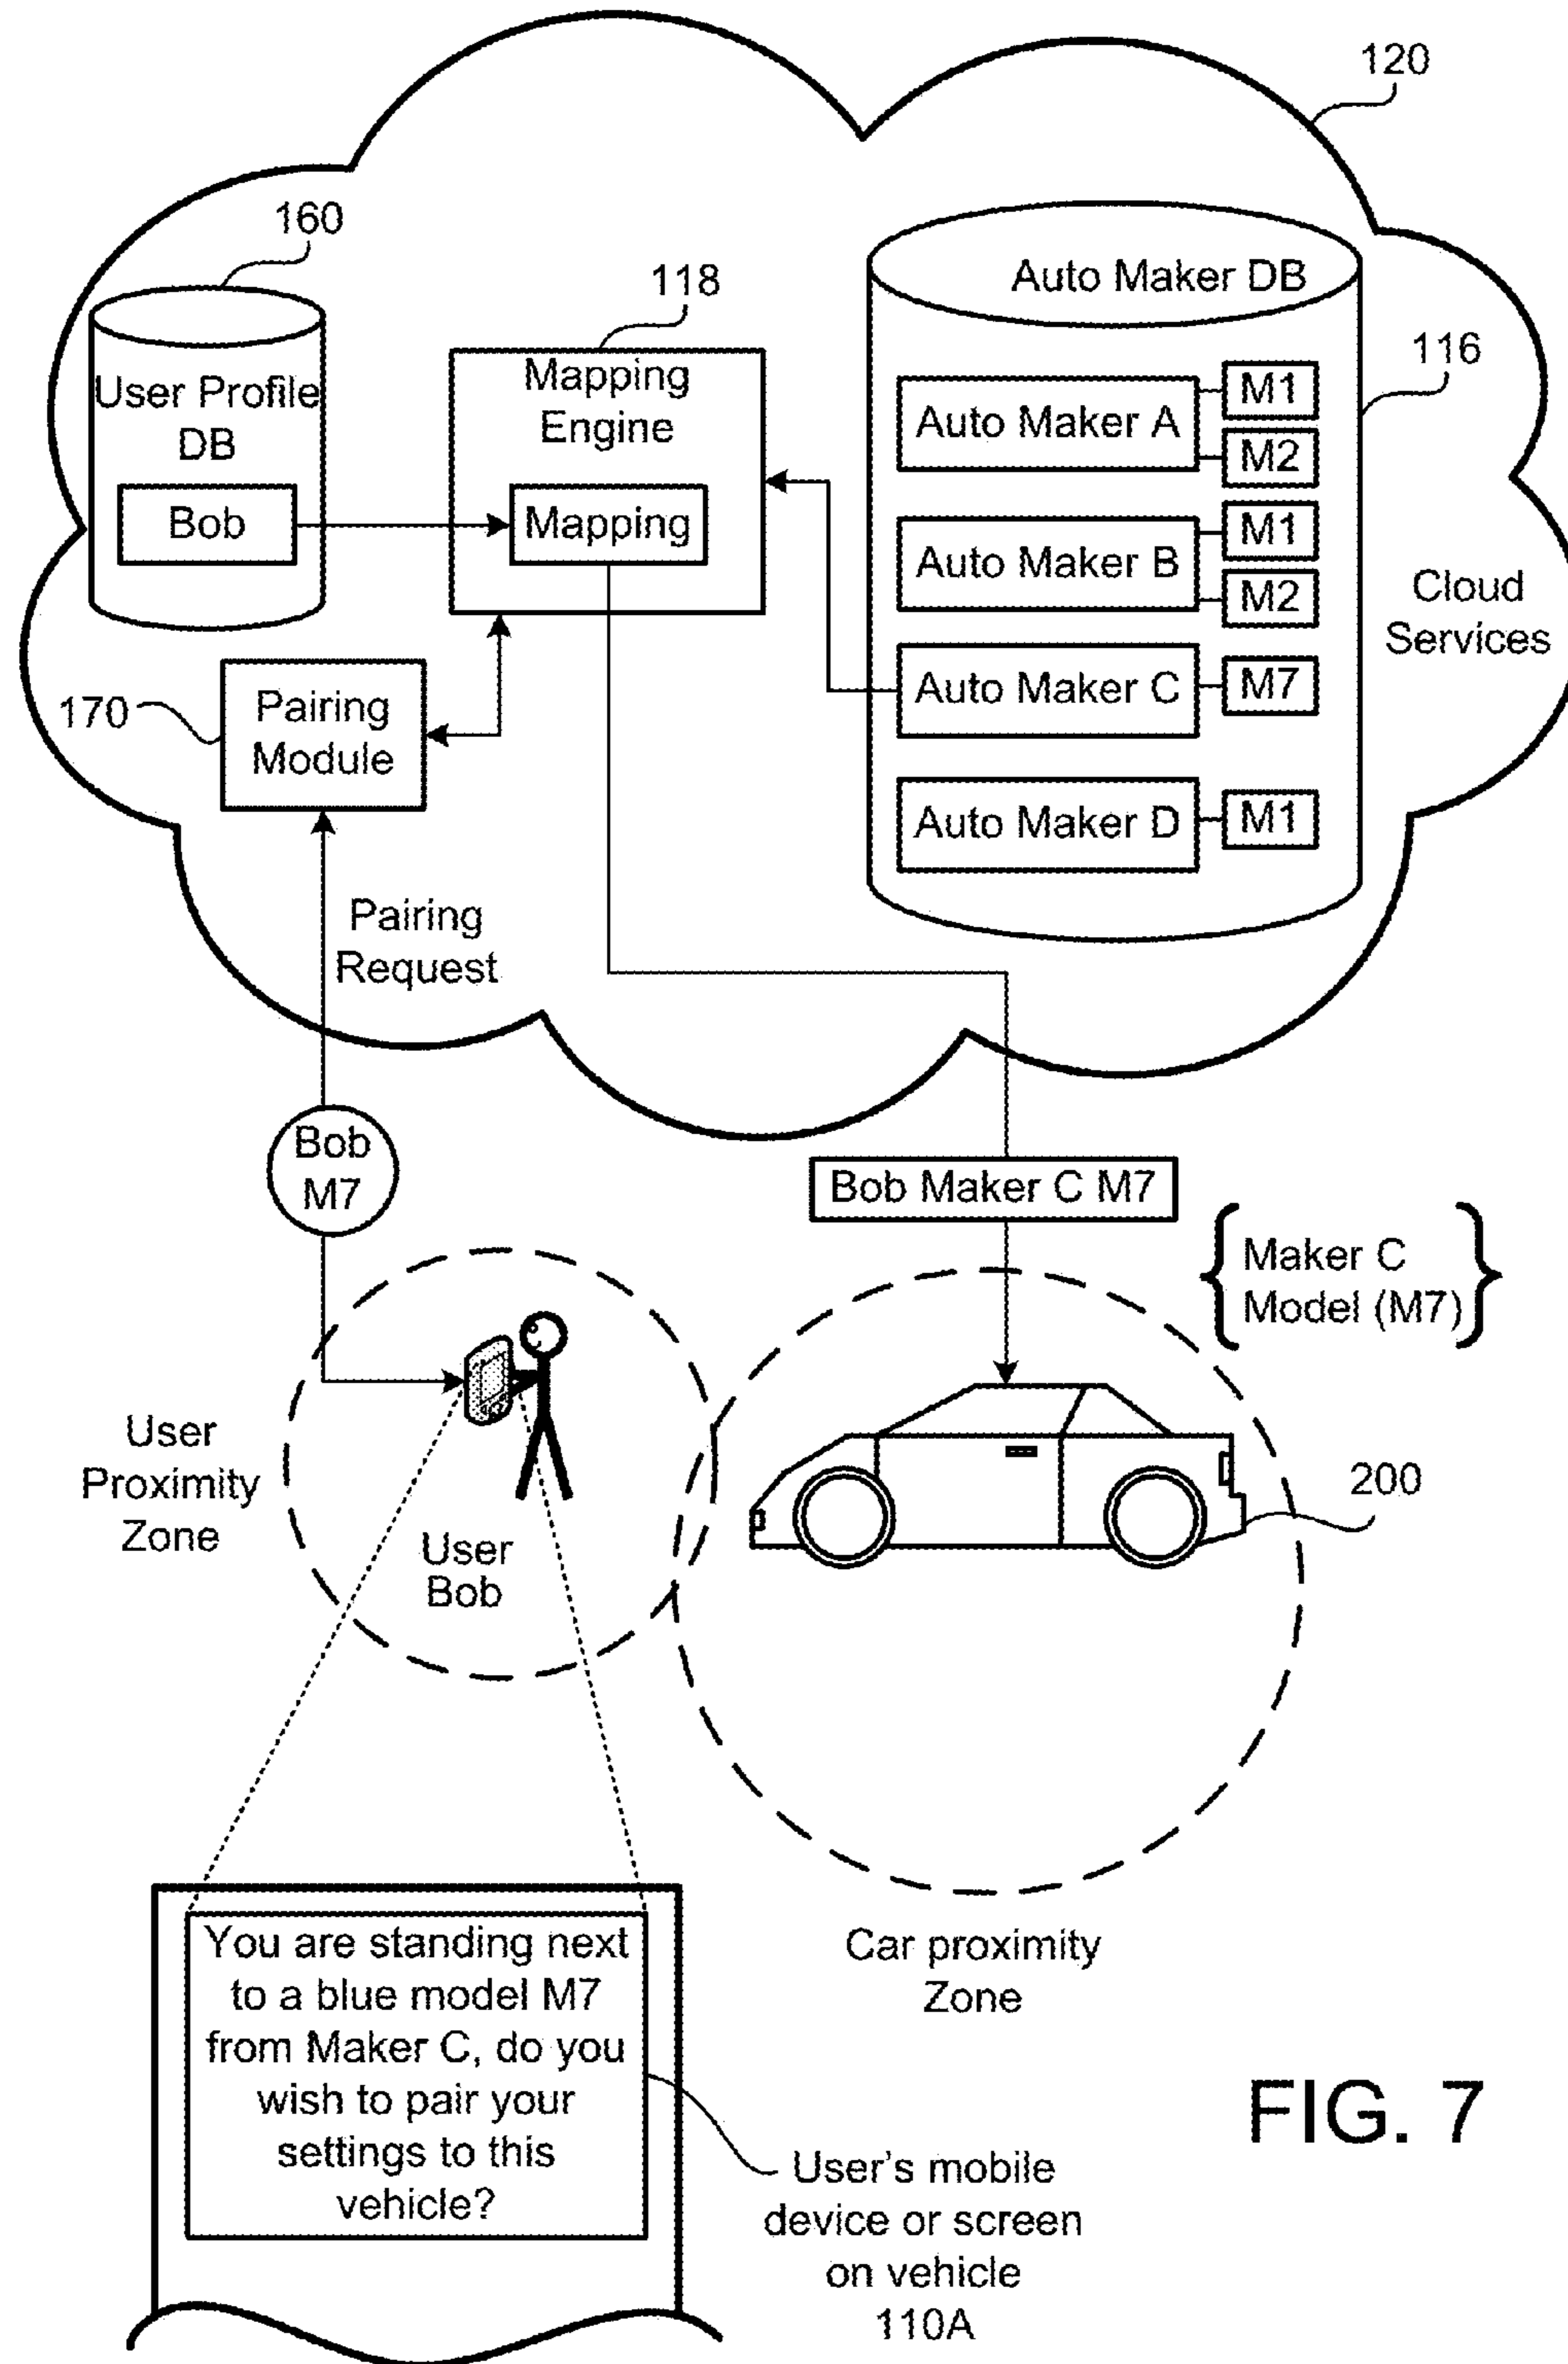 120
160
118
Auto Maker DB
116
User Profile
DB
Bob
Mapping
Engine
Mapping
Auto Maker A
M1
M2
Auto Maker B
M1
M2
Auto Maker C
M7
Auto Maker D
M1
Cloud
Services
170
Pairing
Module
Pairing
Request
Bob
M7
Bob Maker C M7
Maker C
Model (M7)
User
Proximity
Zone
User
Bob
200
Car proximity
Zone
You are standing next
to a blue model M7
from Maker C, do you
wish to pair your
settings to this
vehicle?
User's mobile
device or screen
on vehicle
110A
FIG. 7